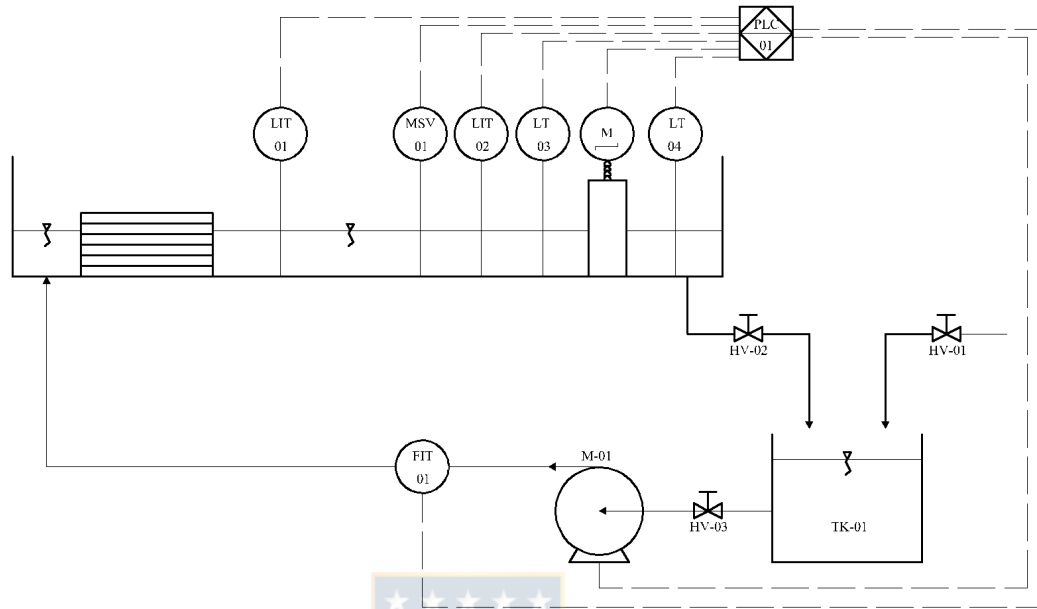 PLC
01
LIT
01
MSV
01
LIT
02
LT
03
M
LT
04
HV-02
HV-01
FIT
01
M-01
HV-03
TK-01